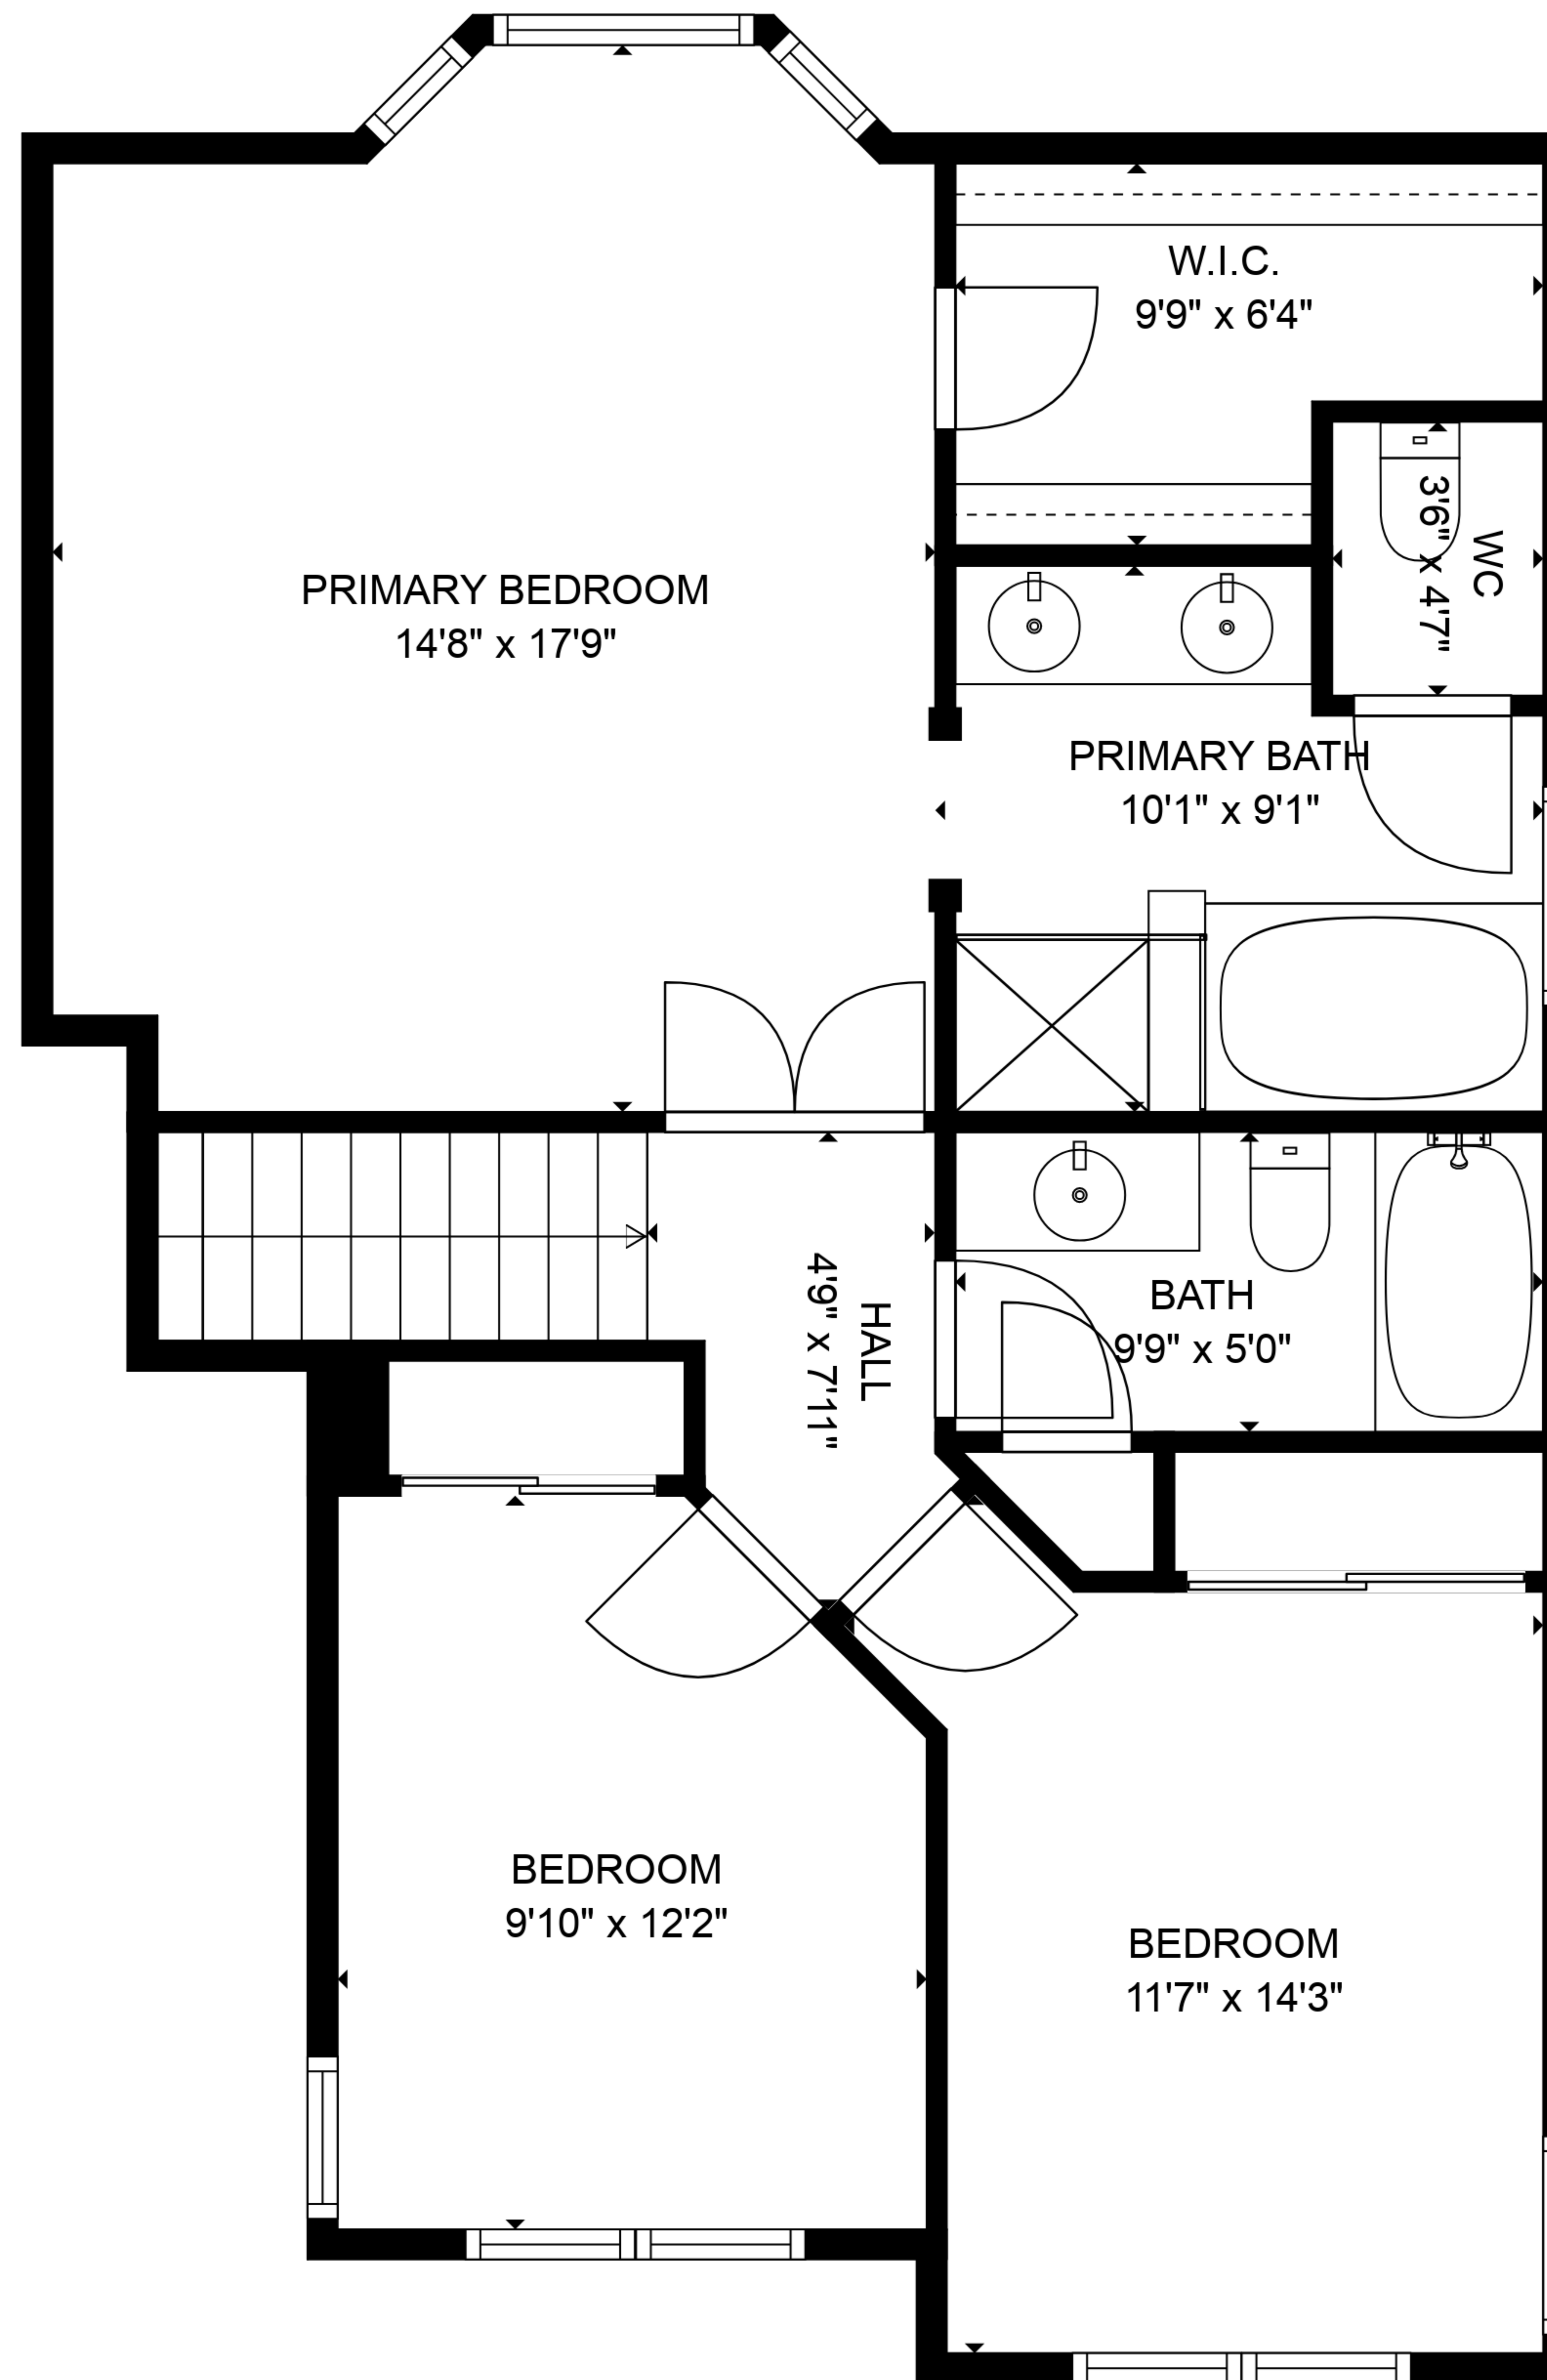 W.I.C.
9'9" x 6'4"
WC
3'6" x 4'7"
PRIMARY BEDROOM
14'8" x 17'9"
PRIMARY BATH
10'1" x 9'1"
HALL
4'9" x 7'11"
BATH
9'9" x 5'0"
BEDROOM
9'10" x 12'2"
BEDROOM
11'7" x 14'3"